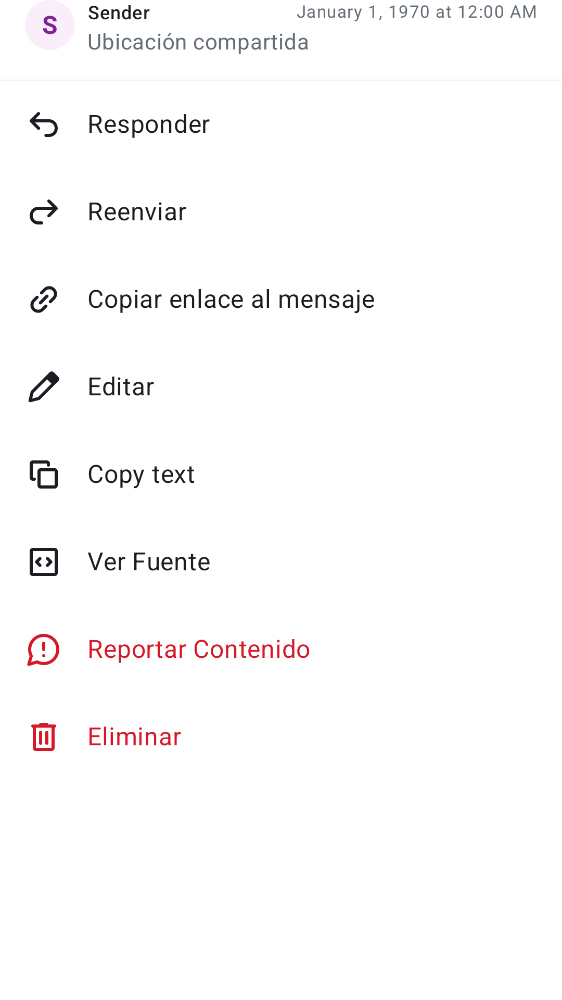 S
Sender
January 1, 1970 at 12:00 AM
Ubicación compartida
Responder
Reenviar
Copiar enlace al mensaje
Editar
Copy text
Ver Fuente
Reportar Contenido
Eliminar